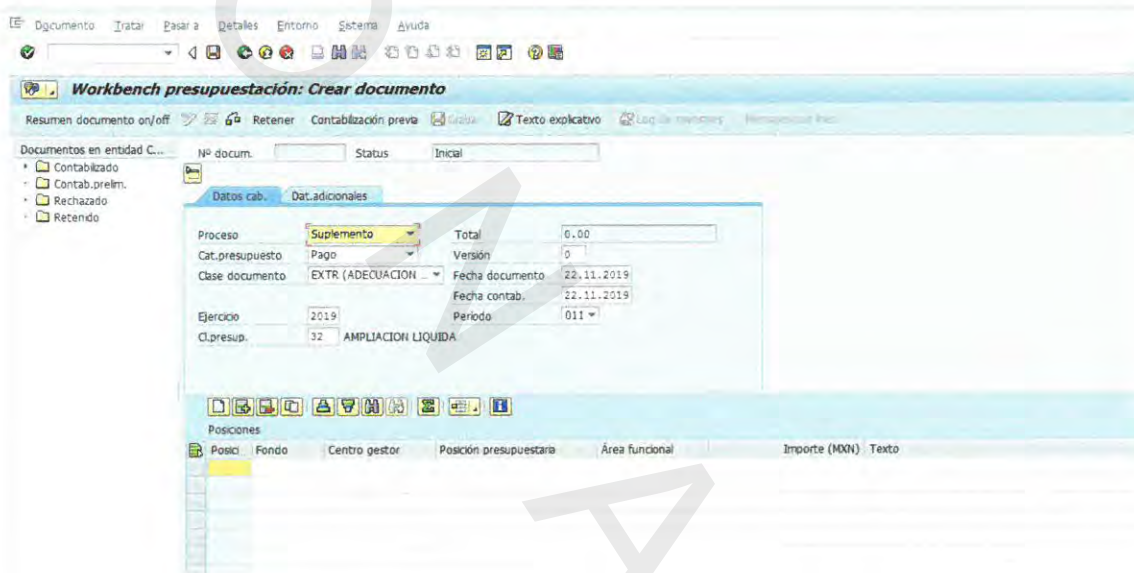 Documento Tratar Pasar a Detalles Entorno Sistema Ayuda
Workbench presupuestación: Crear documento
Resumen documento on/off Retener Contabilización previa Grabar Texto explicativo
Documentos en entidad C...
Contabilizado
Contab.prelim.
Rechazado
Retenido
Nº docum. Status Inicial
Datos cab. Dat.adicionales
Proceso Suplemento Total 0.00
Cat.presupuesto Pago Versión 0
Clase documento EXTR (ADECUACION ... Fecha documento 22.11.2019
Fecha contab. 22.11.2019
Ejercicio 2019 Período 011
Cl.presup. 32 AMPLIACION LIQUIDA
Posiciones
Posici Fondo Centro gestor Posición presupuestaria Área funcional Importe (MXN) Texto